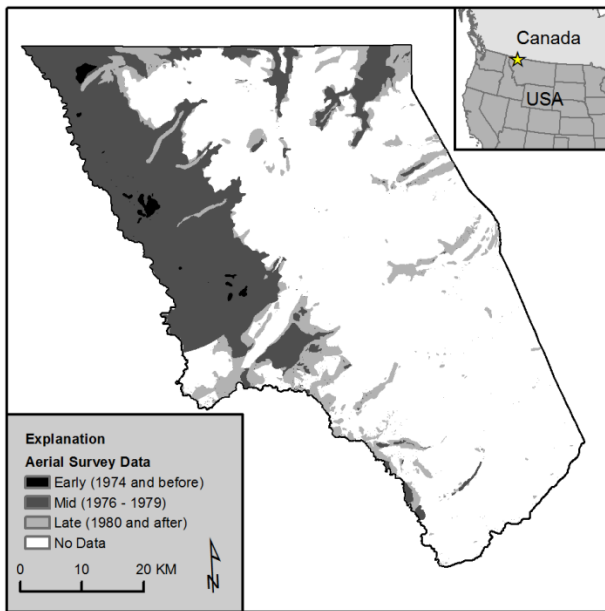 Canada
USA
Explanation
Aerial Survey Data
Early (1974 and before)
Mid (1976 - 1979)
Late (1980 and after)
No Data
0 10 20 KM
N